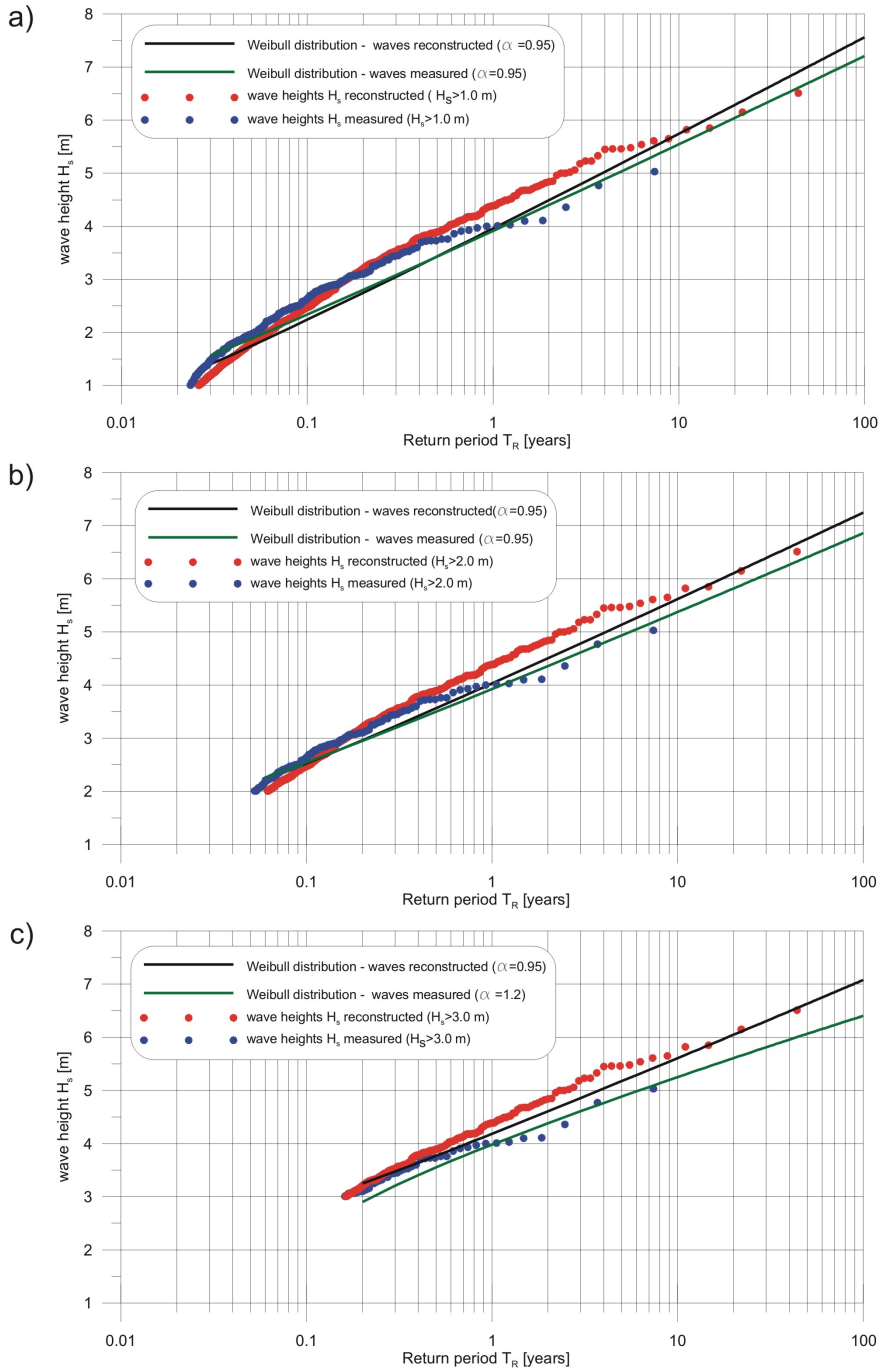 a)
8
7
6
5
4
3
2
1
wave height Hs [m]
Weibull distribution - waves reconstructed (α =0.95)
Weibull distribution - waves measured (α=0.95)
wave heights Hs reconstructed ( HS>1.0 m)
wave heights Hs measured (Hs>1.0 m)
0.01 0.1 1 10 100
Return period TR [years]
b)
8
7
6
5
4
3
2
1
wave height Hs [m]
Weibull distribution - waves reconstructed(α=0.95)
Weibull distribution - waves measured (α=0.95)
wave heights Hs reconstructed (Hs>2.0 m)
wave heights Hs measured (Hs>2.0 m)
0.01 0.1 1 10 100
Return period TR [years]
c)
8
7
6
5
4
3
2
1
wave height Hs [m]
Weibull distribution - waves reconstructed (α=0.95)
Weibull distribution - waves measured (α =1.2)
wave heights Hs reconstructed (Hs>3.0 m)
wave heights Hs measured (HS>3.0 m)
0.01 0.1 1 10 100
Return period TR [years]